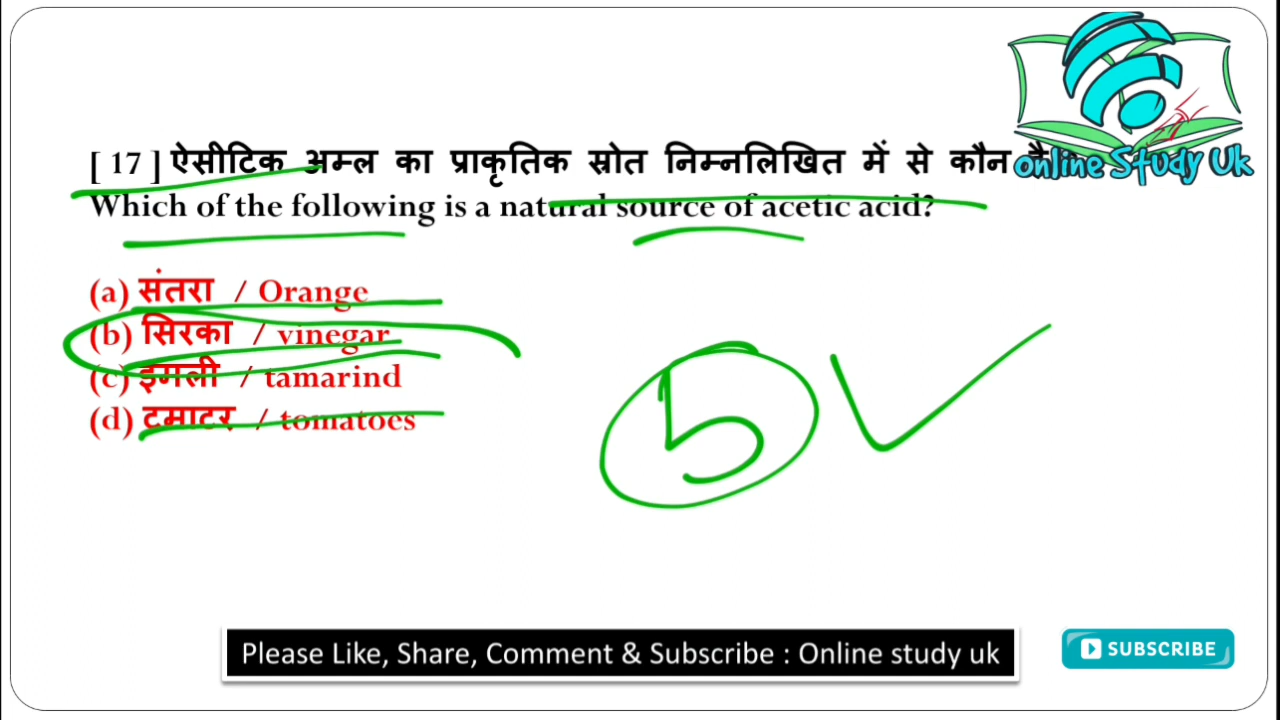 [ 17 ] ऐसीटिक अम्ल का प्राकृतिक स्रोत निम्नलिखित में से कौन
Which of the following is a natural source of acetic acid?
(a) संतरा / Orange
(b) सिरका / vinegar
(c) इमली / tamarind
(d) टमाटर / tomatoes
b
online Study Uk
Please Like, Share, Comment & Subscribe : Online study uk
SUBSCRIBE